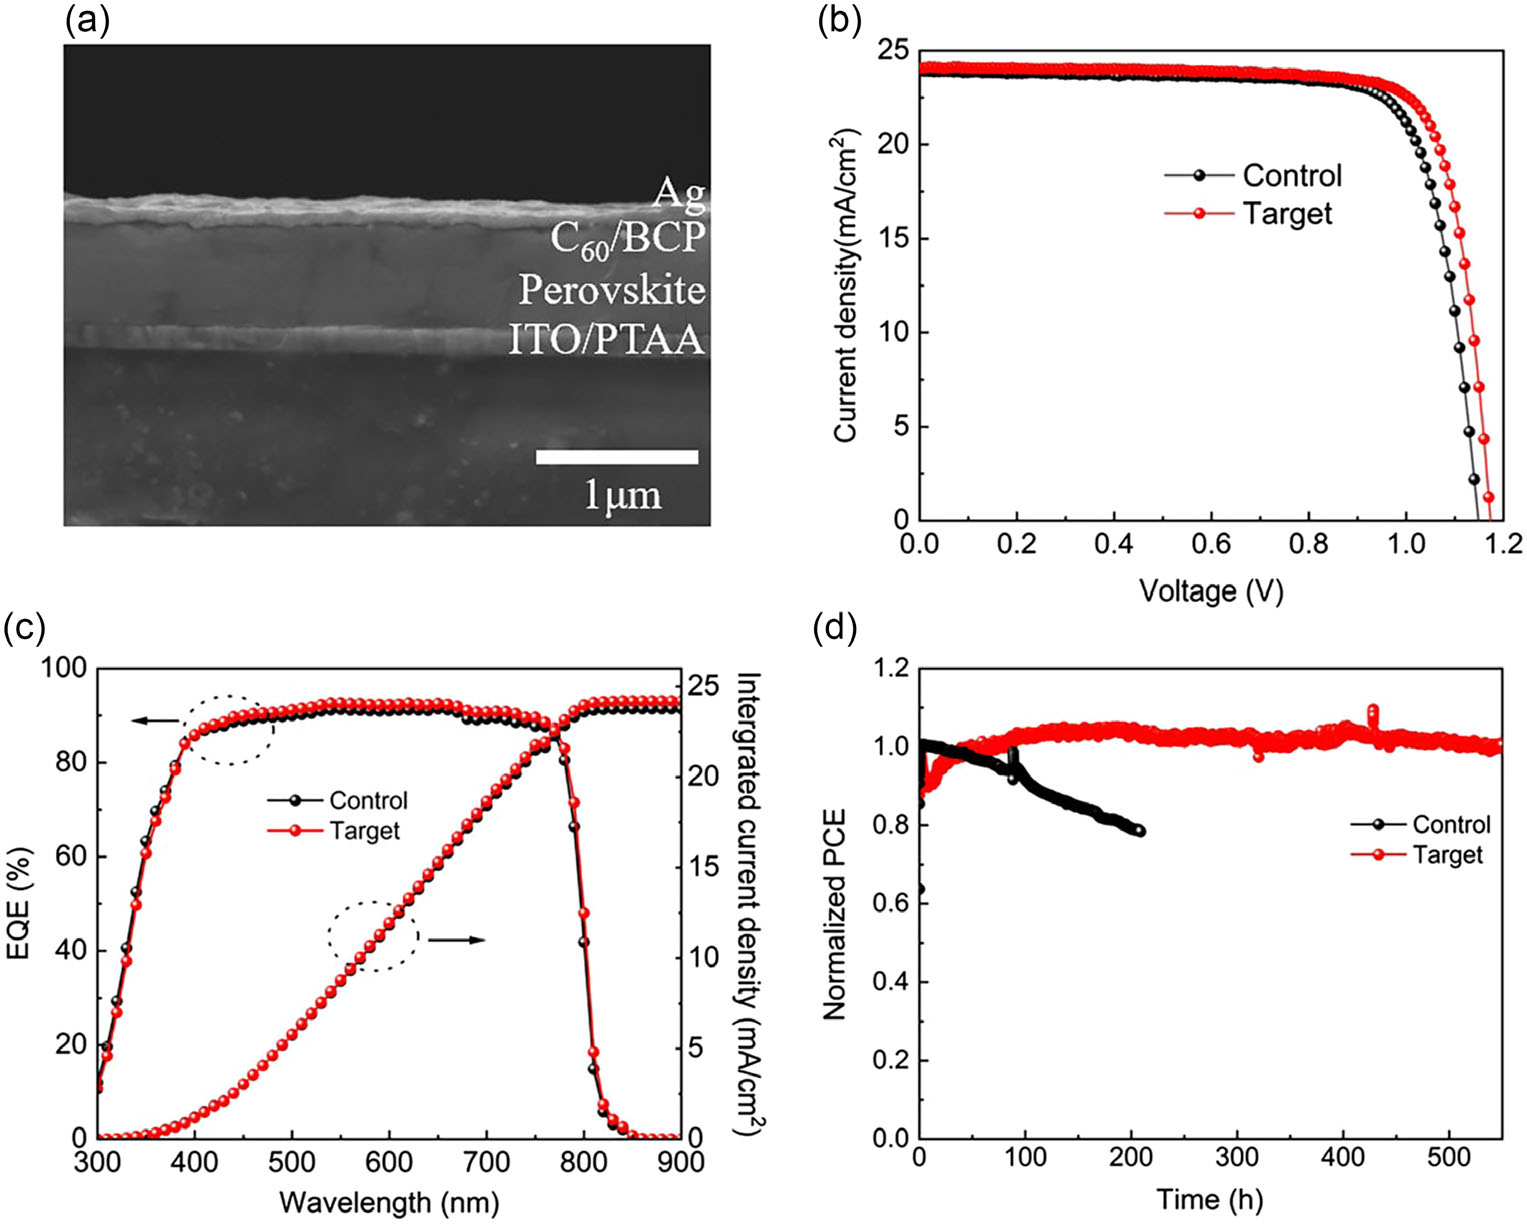 (a)
Ag
C60/BCP
Perovskite
ITO/PTAA
1μm
(b)
25
20
15
10
5
0
0.0 0.2 0.4 0.6 0.8 1.0 1.2
Current density(mA/cm2)
Voltage (V)
Control
Target
(c)
100
80
60
40
20
0
300 400 500 600 700 800 900
25
20
15
10
5
0
EQE (%)
Intergrated current density (mA/cm2)
Wavelength (nm)
Control
Target
(d)
1.2
1.0
0.8
0.6
0.4
0.2
0.0
0 100 200 300 400 500
Normalized PCE
Time (h)
Control
Target